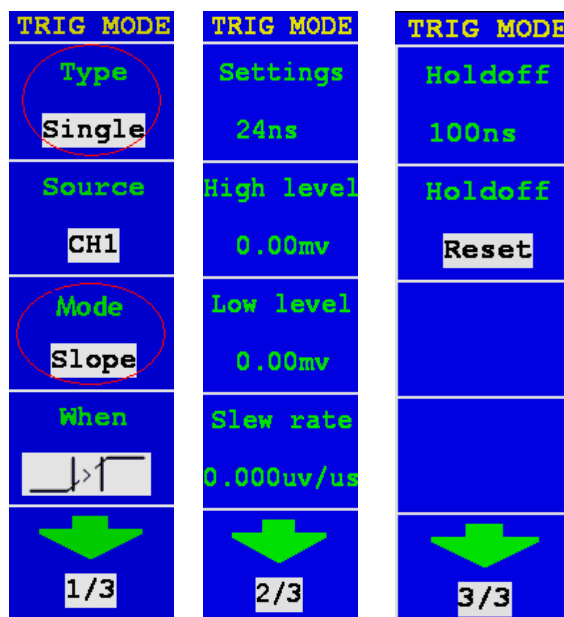 TRIG MODE
Type
Single
Source
CH1
Mode
Slope
When
>
1/3
TRIG MODE
Settings
24ns
High level
0.00mv
Low level
0.00mv
Slew rate
0.000uv/us
2/3
TRIG MODE
Holdoff
100ns
Holdoff
Reset
3/3